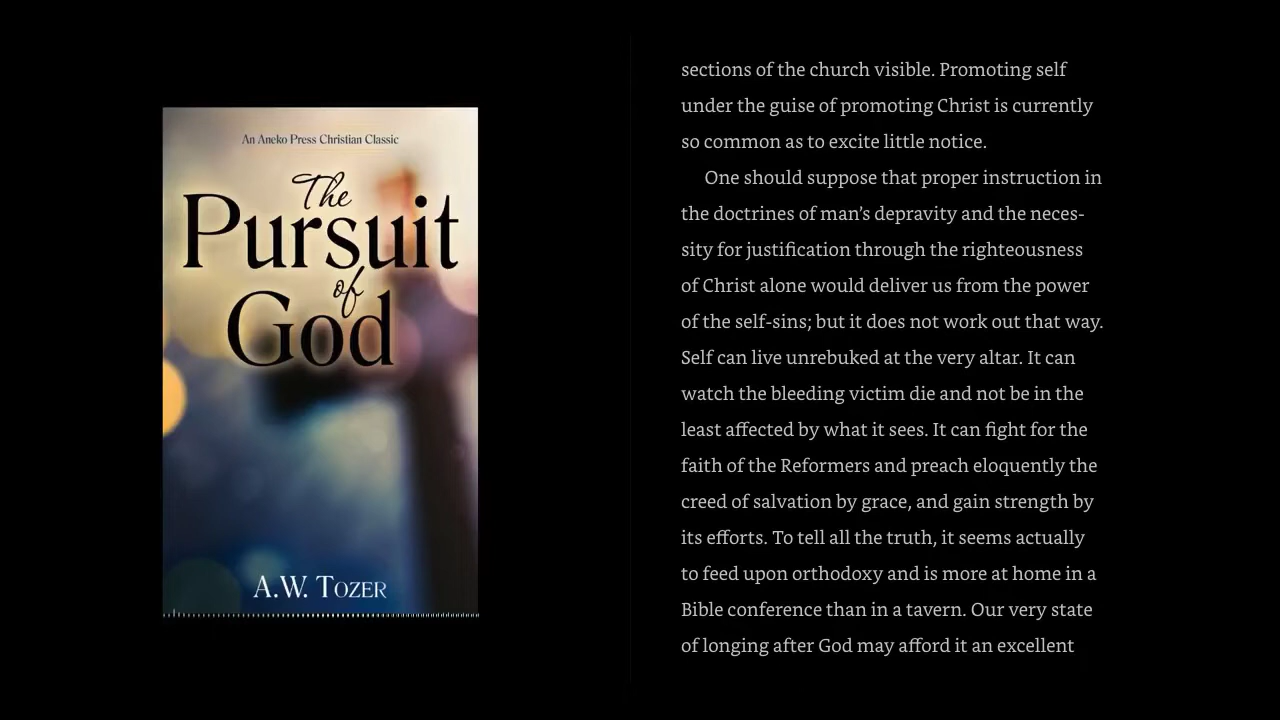 An Aneko Press Christian Classic
The
Pursuit
of
God
A.W. Tozer
sections of the church visible. Promoting self
under the guise of promoting Christ is currently
so common as to excite little notice.
One should suppose that proper instruction in
the doctrines of man’s depravity and the neces-
sity for justification through the righteousness
of Christ alone would deliver us from the power
of the self-sins; but it does not work out that way.
Self can live unrebuked at the very altar. It can
watch the bleeding victim die and not be in the
least affected by what it sees. It can fight for the
faith of the Reformers and preach eloquently the
creed of salvation by grace, and gain strength by
its efforts. To tell all the truth, it seems actually
to feed upon orthodoxy and is more at home in a
Bible conference than in a tavern. Our very state
of longing after God may afford it an excellent